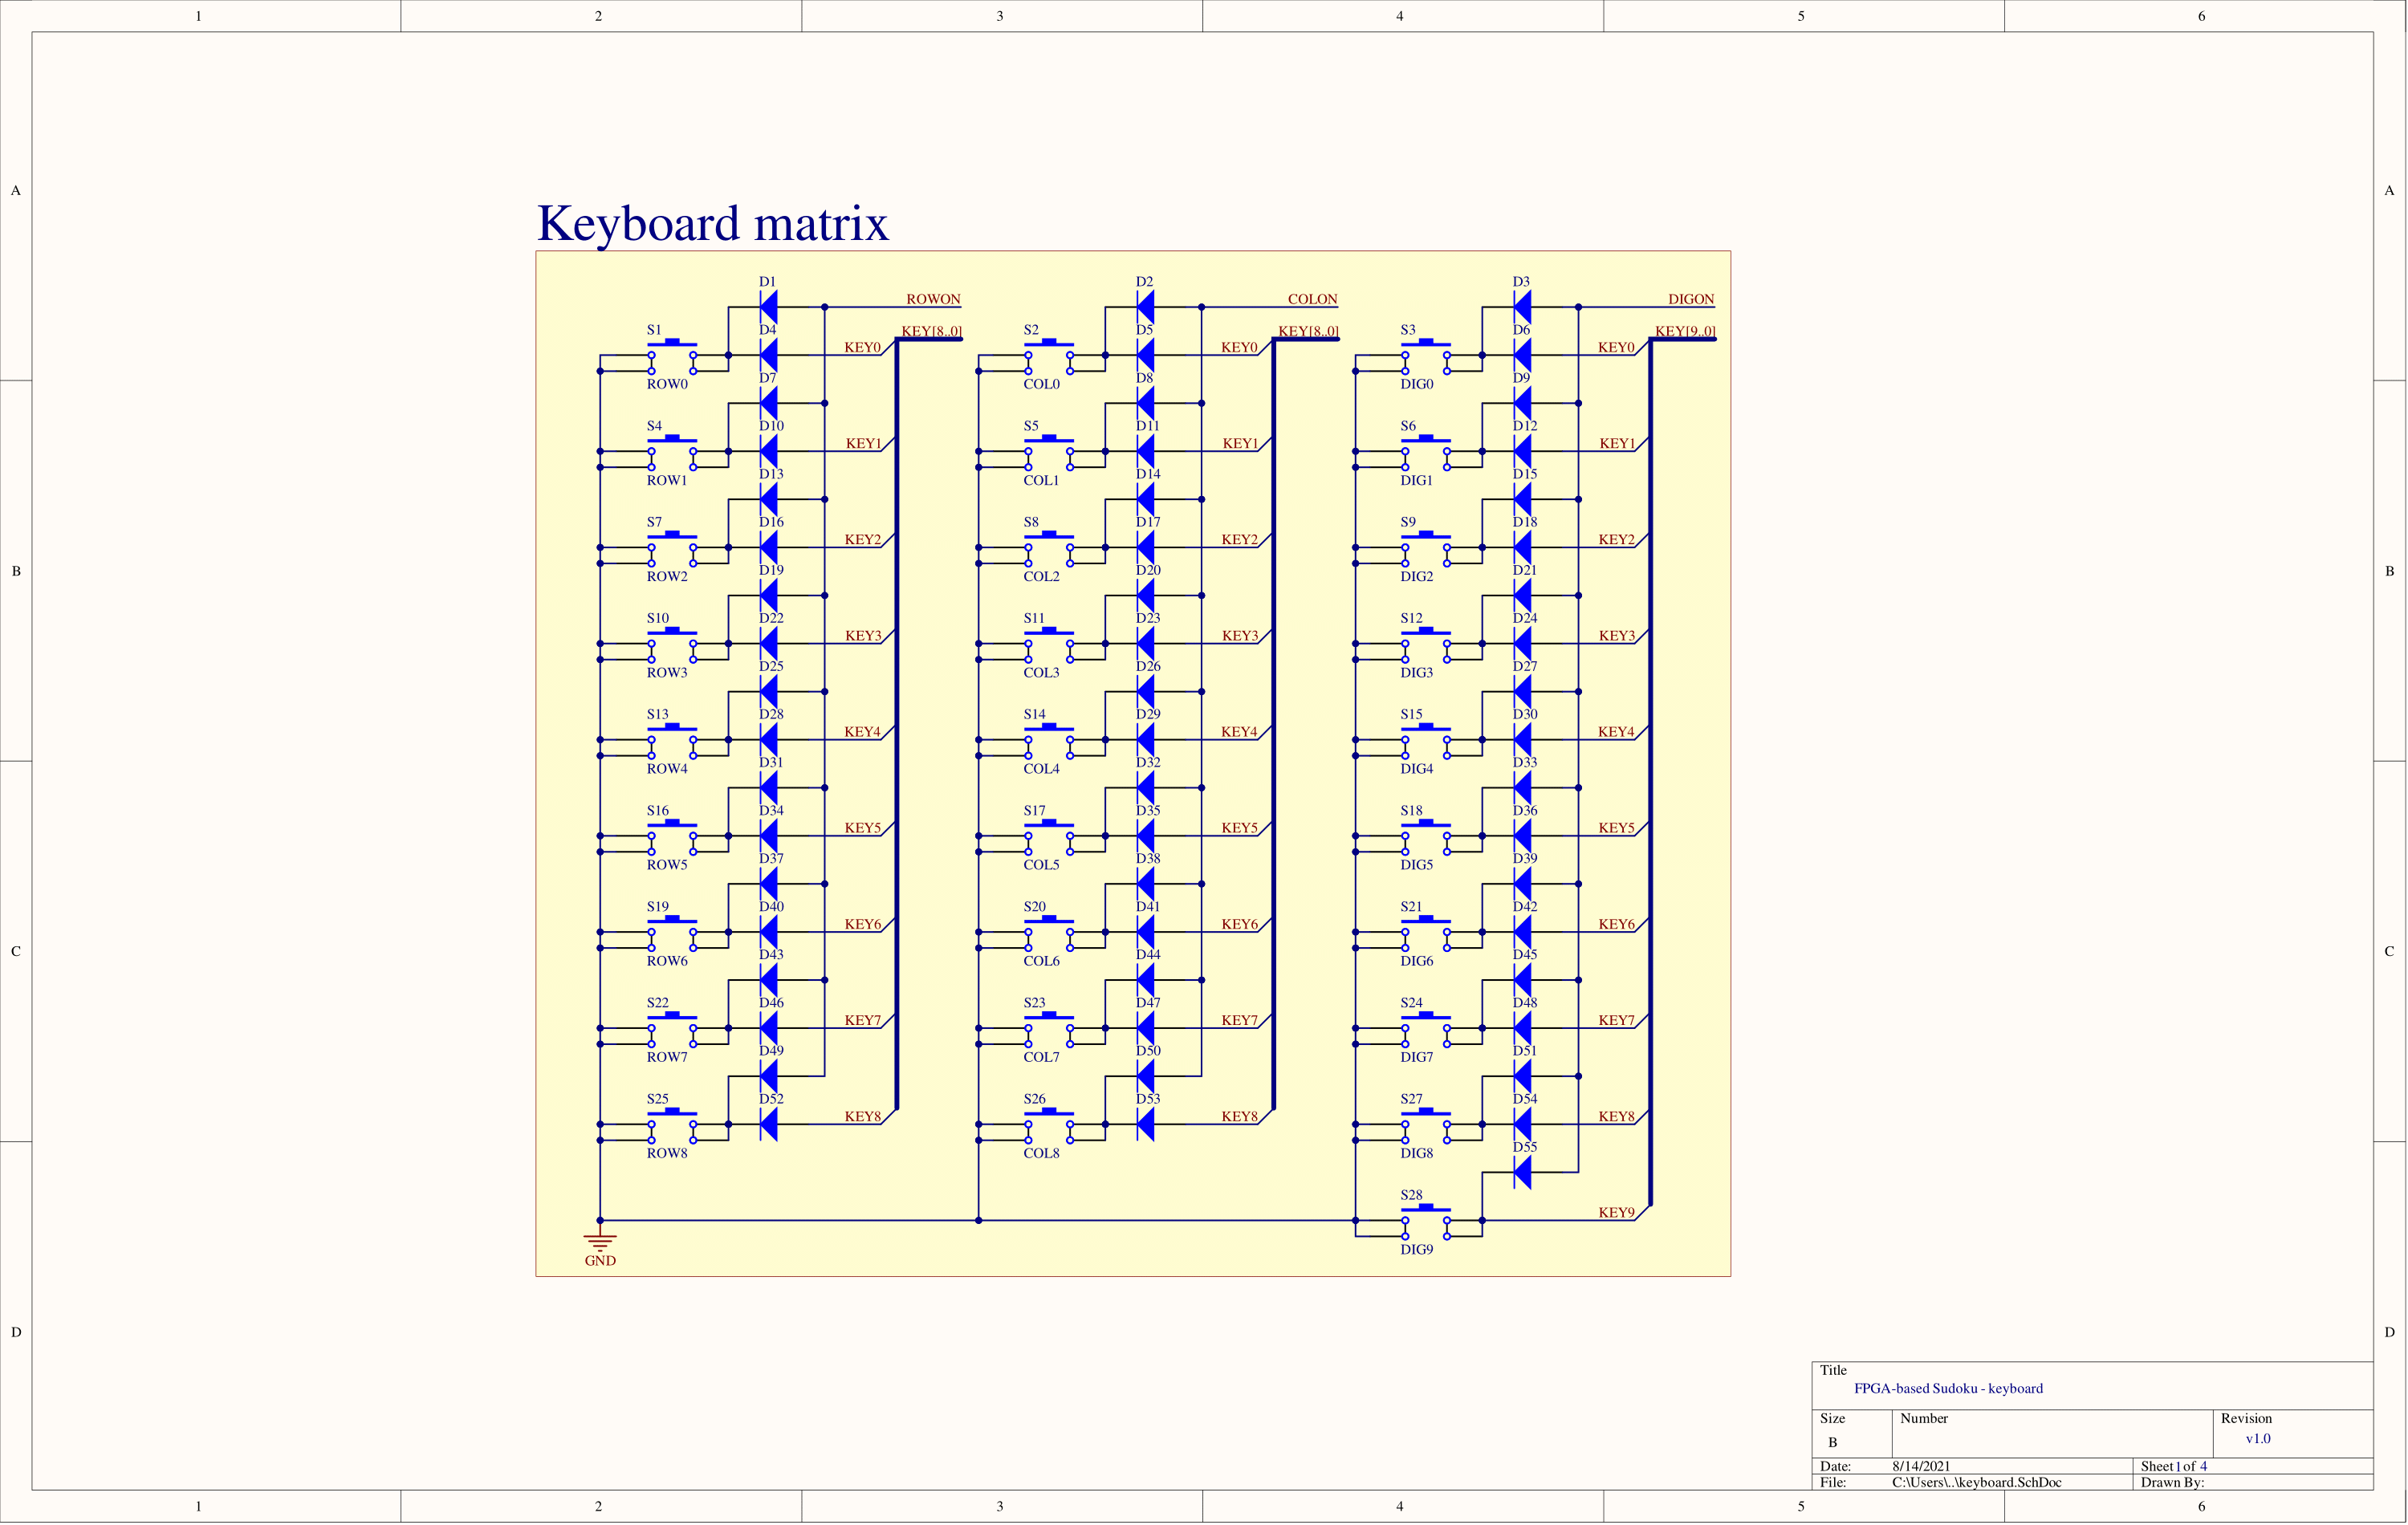 1 2 3 4 5 6
A A
Keyboard matrix
D1 D2 D3
ROWON COLON DIGON
S1 D4 KEY[8..0] S2 D5 KEY[8..0] S3 D6 KEY[9..0]
KEY0 KEY0 KEY0
ROW0 D7 COL0 D8 DIG0 D9
S4 D10 S5 D11 S6 D12
KEY1 KEY1 KEY1
ROW1 D13 COL1 D14 DIG1 D15
S7 D16 S8 D17 S9 D18
KEY2 KEY2 KEY2
B B
ROW2 D19 COL2 D20 DIG2 D21
S10 D22 S11 D23 S12 D24
KEY3 KEY3 KEY3
ROW3 D25 COL3 D26 DIG3 D27
S13 D28 S14 D29 S15 D30
KEY4 KEY4 KEY4
ROW4 D31 COL4 D32 DIG4 D33
S16 D34 S17 D35 S18 D36
KEY5 KEY5 KEY5
ROW5 D37 COL5 D38 DIG5 D39
S19 D40 S20 D41 S21 D42
KEY6 KEY6 KEY6
C C
ROW6 D43 COL6 D44 DIG6 D45
S22 D46 S23 D47 S24 D48
KEY7 KEY7 KEY7
ROW7 D49 COL7 D50 DIG7 D51
S25 D52 S26 D53 S27 D54
KEY8 KEY8 KEY8
ROW8 COL8 DIG8 D55
S28
KEY9
DIG9
GND
D D
Title
FPGA-based Sudoku - keyboard
Size Number Revision
B v1.0
Date: 8/14/2021 Sheet 1 of 4
File: C:\Users\..\keyboard.SchDoc Drawn By:
1 2 3 4 5 6